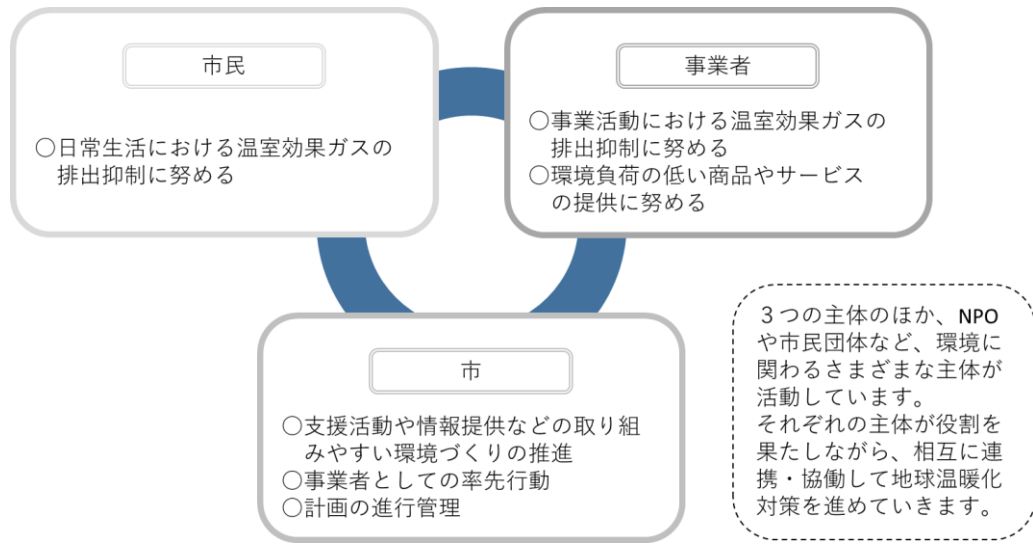 市民
○日常生活における温室効果ガスの
排出抑制に努める
事業者
○事業活動における温室効果ガスの
排出抑制に努める
○環境負荷の低い商品やサービス
の提供に努める
市
○支援活動や情報提供などの取り組
みやすい環境づくりの推進
○事業者としての率先行動
○計画の進行管理
３つの主体のほか、NPO
や市民団体など、環境に
関わるさまざまな主体が
活動しています。
それぞれの主体が役割を
果たしながら、相互に連
携・協働して地球温暖化
対策を進めていきます。